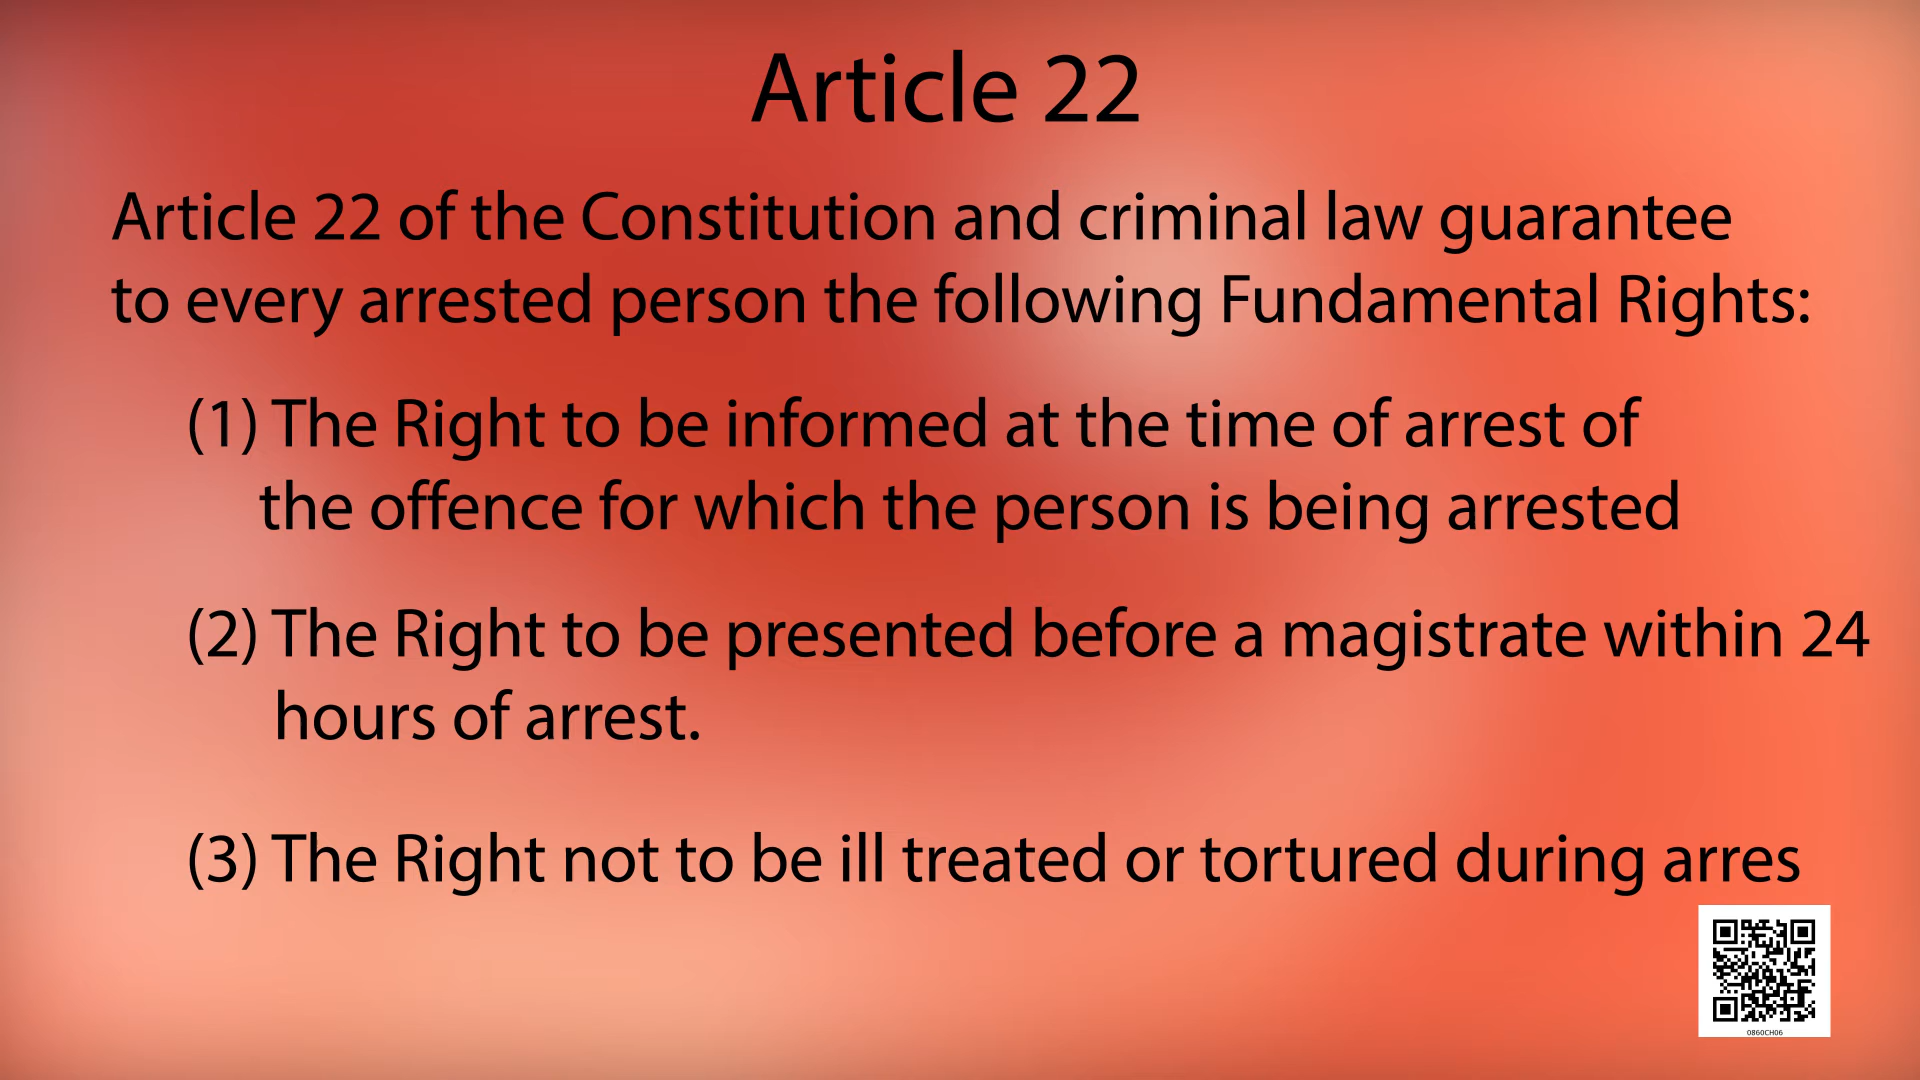 Article 22
Article 22 of the Constitution and criminal law guarantee
to every arrested person the following Fundamental Rights:
(1) The Right to be informed at the time of arrest of
the offence for which the person is being arrested
(2) The Right to be presented before a magistrate within 24
hours of arrest.
(3) The Right not to be ill treated or tortured during arres
0860CH06